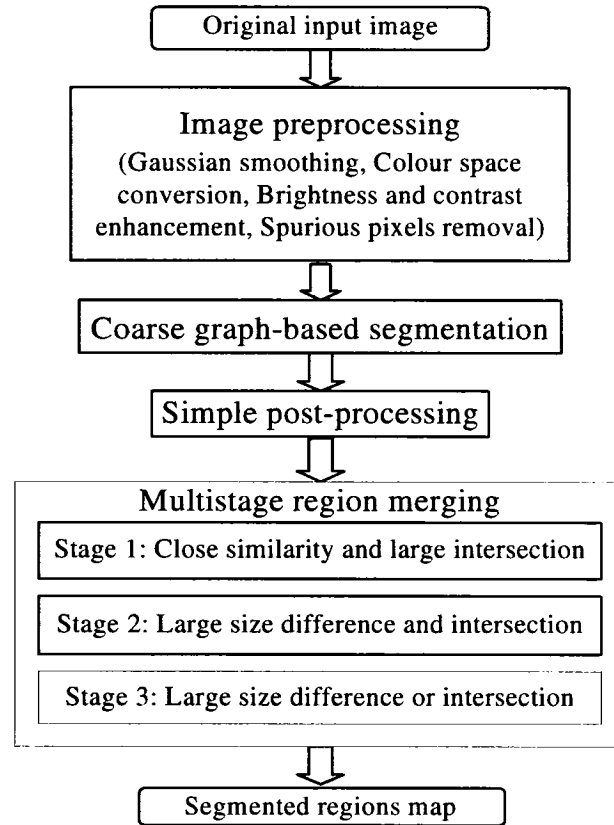 Original input image
Image preprocessing
(Gaussian smoothing, Colour space
conversion, Brightness and contrast
enhancement, Spurious pixels removal)
Coarse graph-based segmentation
Simple post-processing
Multistage region merging
Stage 1: Close similarity and large intersection
Stage 2: Large size difference and intersection
Stage 3: Large size difference or intersection
Segmented regions map